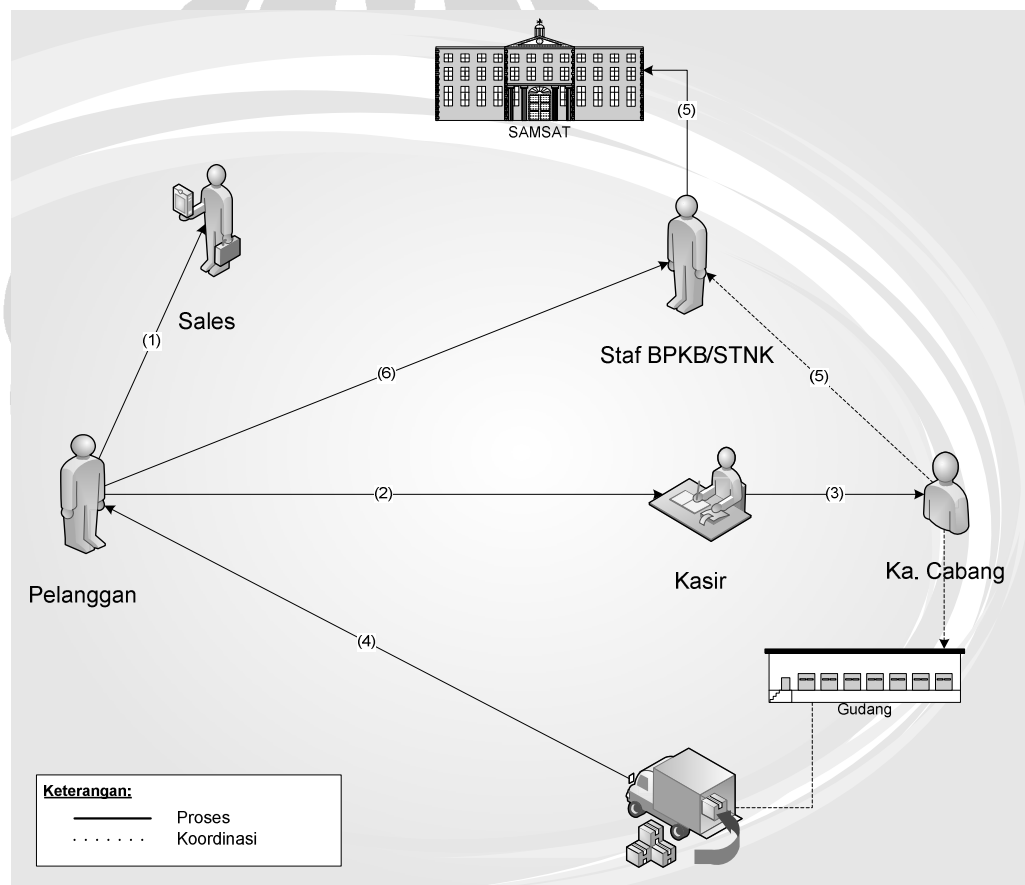 SAMSAT
(5)
Sales
(1)
Staf BPKB/STNK
(5)
(6)
(2)
(3)
Pelanggan
Kasir
Ka. Cabang
(4)
Gudang
Keterangan:
Proses
Koordinasi